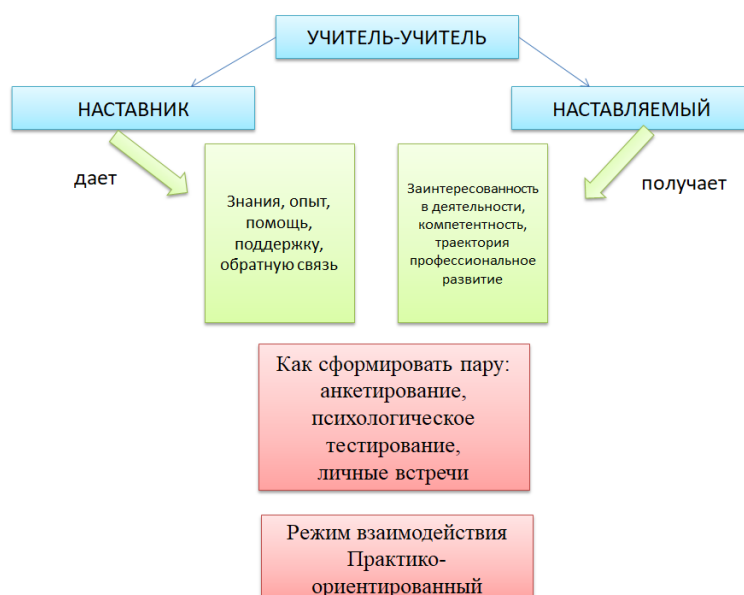 УЧИТЕЛЬ-УЧИТЕЛЬ
НАСТАВНИК
НАСТАВЛЯЕМЫЙ
дает
Знания, опыт,
помощь,
поддержку,
обратную связь
Заинтересованность
в деятельности,
компетентность,
траектория
профессиональное
развитие
получает
Как сформировать пару:
анкетирование,
психологическое
тестирование,
личные встречи
Режим взаимодействия
Практико-
ориентированный